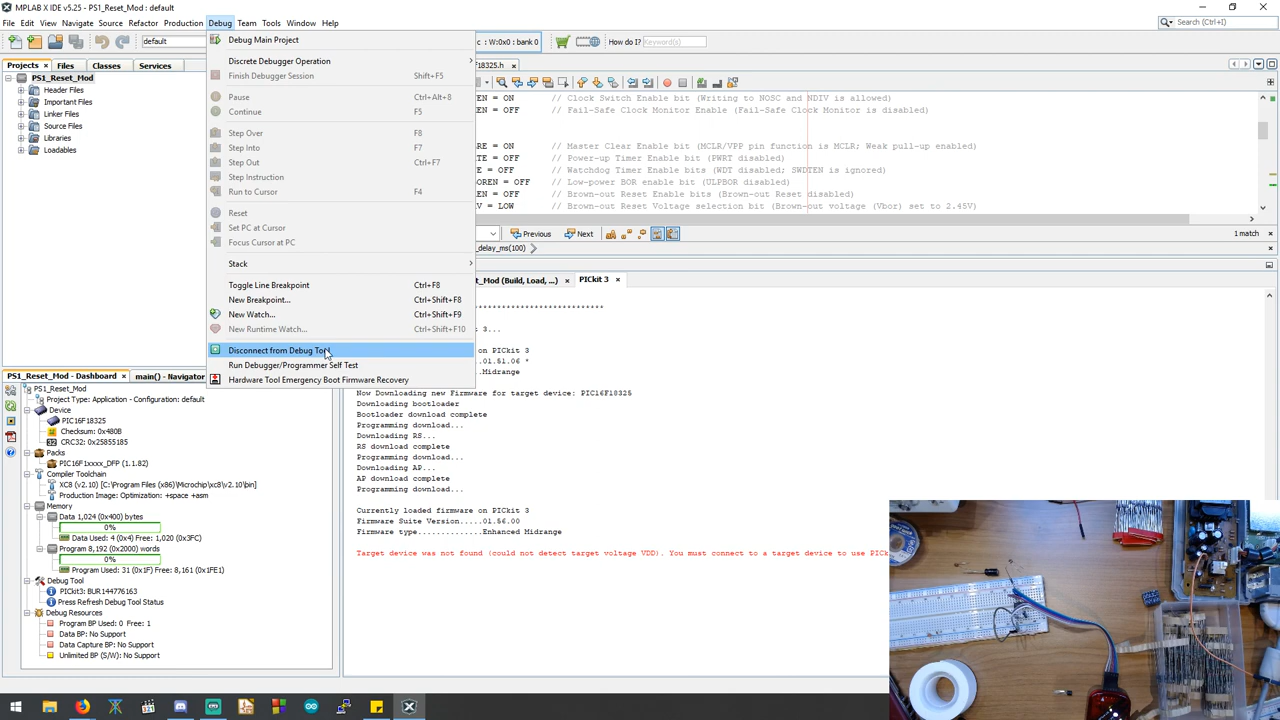 MPLAB X IDE v5.25 - PS1_Reset_Mod : default
File Edit View Navigate Source Refactor Production Debug Team Tools Window Help
Search (Ctrl+I)
default
c : W:0x0 : bank 0
How do I? Keyword(s)
Projects × Files Classes Services
18325.h ×
PS1_Reset_Mod
Header Files
Important Files
Linker Files
Source Files
Libraries
Loadables
Debug Main Project
Discrete Debugger Operation
Finish Debugger Session Shift+F5
Pause Ctrl+Alt+8
Continue F5
Step Over F8
Step Into F7
Step Out Ctrl+F7
Step Instruction
Run to Cursor F4
Reset
Set PC at Cursor
Focus Cursor at PC
Stack
Toggle Line Breakpoint Ctrl+F8
New Breakpoint... Ctrl+Shift+F8
New Watch... Ctrl+Shift+F9
New Runtime Watch... Ctrl+Shift+F10
Disconnect from Debug Tool
Run Debugger/Programmer Self Test
Hardware Tool Emergency Boot Firmware Recovery
EN = ON // Clock Switch Enable bit (Writing to NOSC and NDIV is allowed)
EN = OFF // Fail-Safe Clock Monitor Enable (Fail-Safe Clock Monitor is disabled)
RE = ON // Master Clear Enable bit (MCLR/VPP pin function is MCLR; Weak pull-up enabled)
TE = OFF // Power-up Timer Enable bit (PWRT disabled)
E = OFF // Watchdog Timer Enable bits (WDT disabled; SWDTEN is ignored)
OREN = OFF // Low-power BOR enable bit (ULPBOR disabled)
EN = OFF // Brown-out Reset Enable bits (Brown-out Reset disabled)
V = LOW // Brown-out Reset Voltage selection bit (Brown-out voltage (Vbor) set to 2.45V)
Previous Next 1 match
_delay_ms(100)
t_Mod (Build, Load, ...) × PICkit 3 ×
****************************
3...
on PICkit 3
.01.51.06 *
.Midrange
Now Downloading new Firmware for target device: PIC16F18325
Downloading bootloader
Bootloader download complete
Programming download...
Downloading RS...
RS download complete
Programming download...
Downloading AP...
AP download complete
Programming download...
Currently loaded firmware on PICkit 3
Firmware Suite Version.....01.56.00
Firmware type..............Enhanced Midrange
Target device was not found (could not detect target voltage VDD). You must connect to a target device to use PICk
PS1_Reset_Mod - Dashboard × main() - Navigator
PS1_Reset_Mod
Project Type: Application - Configuration: default
Device
PIC16F18325
Checksum: 0x480B
CRC32: 0x25855185
Packs
PIC16F1xxxx_DFP (1.1.82)
Compiler Toolchain
XC8 (v2.10) [C:\Program Files (x86)\Microchip\xc8\v2.10\bin]
Production Image: Optimization: +space +asm
Memory
Data 1,024 (0x400) bytes
0%
Data Used: 4 (0x4) Free: 1,020 (0x3FC)
Program 8,192 (0x2000) words
0%
Program Used: 31 (0x1F) Free: 8,161 (0x1FE1)
Debug Tool
PICkit3: BUR144776163
Press Refresh Debug Tool Status
Debug Resources
Program BP Used: 0 Free: 1
Data BP: No Support
Data Capture BP: No Support
Unlimited BP (S/W): No Support